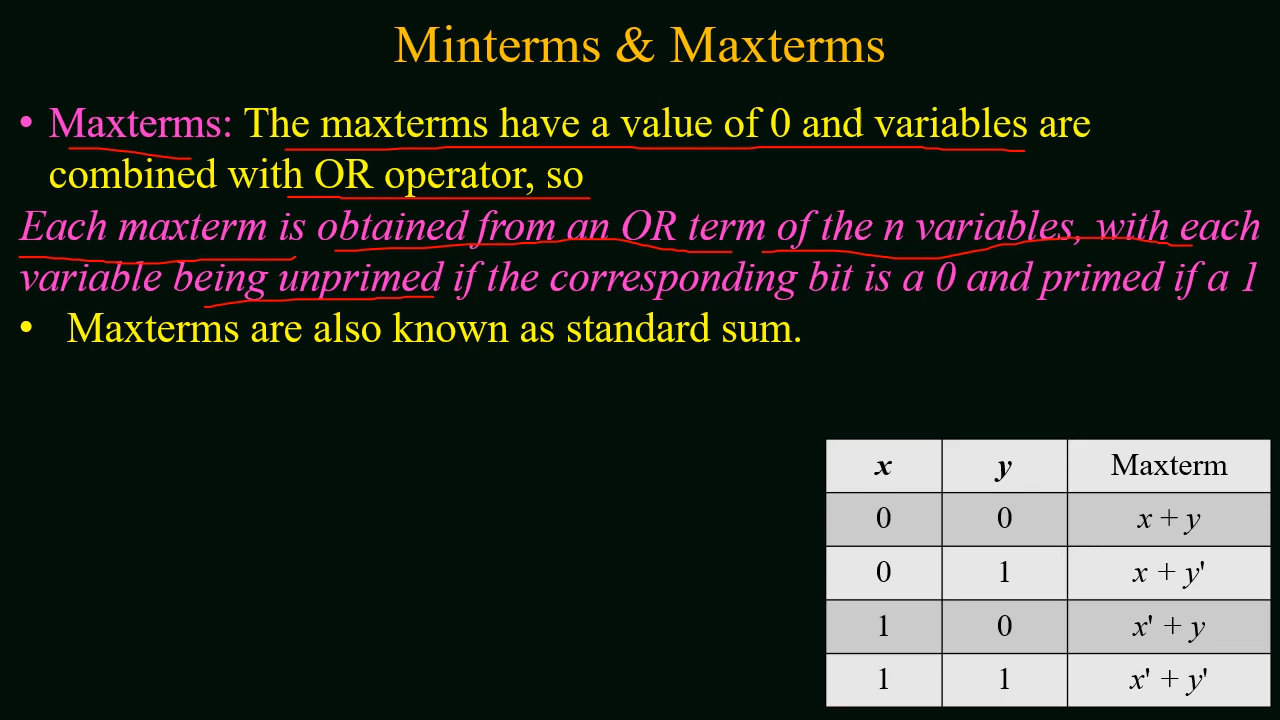 Minterms & Maxterms
• Maxterms: The maxterms have a value of 0 and variables are
combined with OR operator, so
Each maxterm is obtained from an OR term of the n variables, with each
variable being unprimed if the corresponding bit is a 0 and primed if a 1
• Maxterms are also known as standard sum.
x y Maxterm
0 0 x + y
0 1 x + y'
1 0 x' + y
1 1 x' + y'